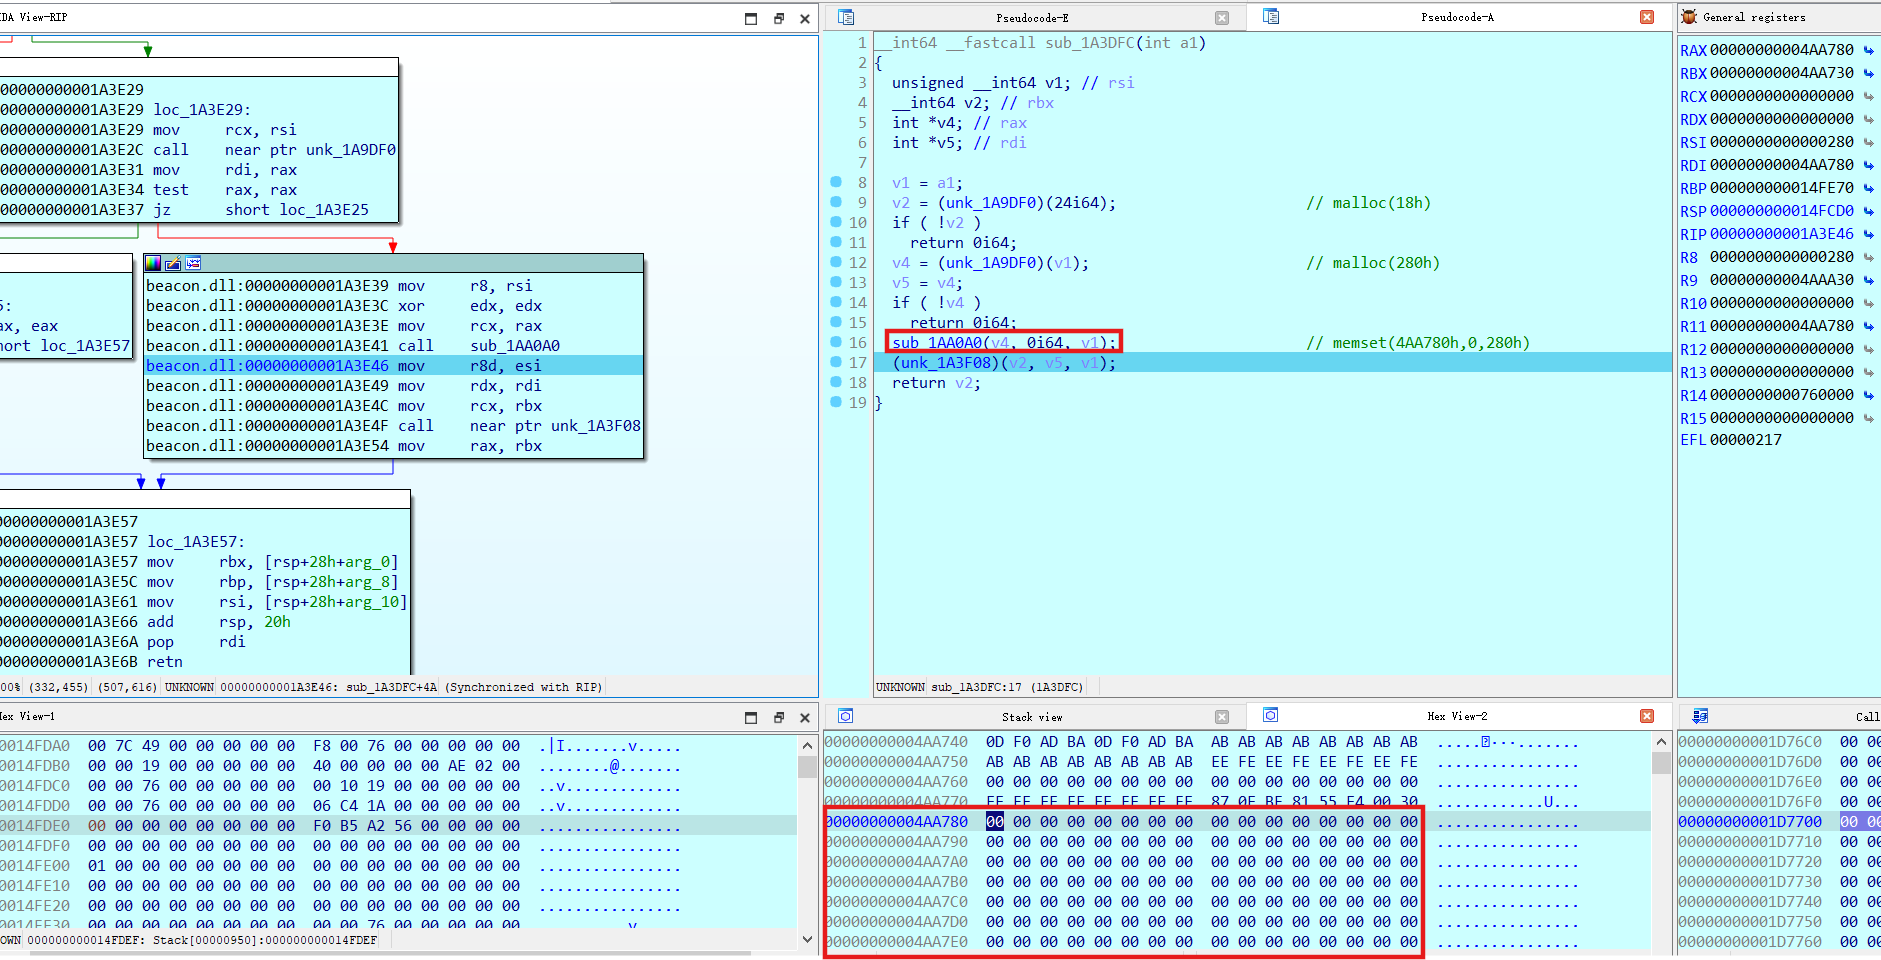 IDA View-RIP
00000000001A3E29
00000000001A3E29 loc_1A3E29:
00000000001A3E29 mov rcx, rsi
00000000001A3E2C call near ptr unk_1A9DF0
00000000001A3E31 mov rdi, rax
00000000001A3E34 test rax, rax
00000000001A3E37 jz short loc_1A3E25
5:
ax, eax
hort loc_1A3E57
beacon.dll:00000000001A3E39 mov r8, rsi
beacon.dll:00000000001A3E3C xor edx, edx
beacon.dll:00000000001A3E3E mov rcx, rax
beacon.dll:00000000001A3E41 call sub_1AA0A0
beacon.dll:00000000001A3E46 mov r8d, esi
beacon.dll:00000000001A3E49 mov rdx, rdi
beacon.dll:00000000001A3E4C mov rcx, rbx
beacon.dll:00000000001A3E4F call near ptr unk_1A3F08
beacon.dll:00000000001A3E54 mov rax, rbx
00000000001A3E57
00000000001A3E57 loc_1A3E57:
00000000001A3E57 mov rbx, [rsp+28h+arg_0]
00000000001A3E5C mov rbp, [rsp+28h+arg_8]
00000000001A3E61 mov rsi, [rsp+28h+arg_10]
00000000001A3E66 add rsp, 20h
00000000001A3E6A pop rdi
00000000001A3E6B retn
00% (332,455) (507,616) UNKNOWN 00000000001A3E46: sub_1A3DFC+4A (Synchronized with RIP)
Pseudocode-E
Pseudocode-A
1 __int64 __fastcall sub_1A3DFC(int a1)
2 {
3 unsigned __int64 v1; // rsi
4 __int64 v2; // rbx
5 int *v4; // rax
6 int *v5; // rdi
7
8 v1 = a1;
9 v2 = (unk_1A9DF0)(24i64); // malloc(18h)
10 if ( !v2 )
11 return 0i64;
12 v4 = (unk_1A9DF0)(v1); // malloc(280h)
13 v5 = v4;
14 if ( !v4 )
15 return 0i64;
16 sub_1AA0A0(v4, 0i64, v1); // memset(4AA780h,0,280h)
17 (unk_1A3F08)(v2, v5, v1);
18 return v2;
19 }
UNKNOWN sub_1A3DFC:17 (1A3DFC)
General registers
RAX 00000000004AA780
RBX 00000000004AA730
RCX 0000000000000000
RDX 0000000000000000
RSI 0000000000000280
RDI 00000000004AA780
RBP 000000000014FE70
RSP 000000000014FCD0
RIP 00000000001A3E46
R8 0000000000000280
R9 00000000004AAA30
R10 0000000000000000
R11 00000000004AA780
R12 0000000000000000
R13 0000000000000000
R14 0000000000760000
R15 0000000000000000
EFL 00000217
Hex View-1
0014FDA0 00 7C 49 00 00 00 00 00 F8 00 76 00 00 00 00 00 .|I.......v.....
0014FDB0 00 00 19 00 00 00 00 00 40 00 00 00 00 AE 02 00 ........@.......
0014FDC0 00 00 76 00 00 00 00 00 00 10 19 00 00 00 00 00 ..v.............
0014FDD0 00 00 76 00 00 00 00 00 06 C4 1A 00 00 00 00 00 ..v.............
0014FDE0 00 00 00 00 00 00 00 00 F0 B5 A2 56 00 00 00 00 ................
0014FDF0 00 00 00 00 00 00 00 00 00 00 00 00 00 00 00 00 ................
0014FE00 01 00 00 00 00 00 00 00 00 00 00 00 00 00 00 00 ................
0014FE10 00 00 00 00 00 00 00 00 00 00 00 00 00 00 00 00 ................
0014FE20 00 00 00 00 00 00 00 00 00 00 00 00 00 00 00 00 ................
0014FE30 00 00 00 00 00 00 00 00 00 00 76 00 00 00 00 00 ..........v.....
OWN 000000000014FDEF: Stack[00000950]:000000000014FDEF
Stack view
Hex View-2
00000000004AA740 0D F0 AD BA 0D F0 AD BA AB AB AB AB AB AB AB AB
00000000004AA750 AB AB AB AB AB AB AB AB EE FE EE FE EE FE EE FE ................
00000000004AA760 00 00 00 00 00 00 00 00 00 00 00 00 00 00 00 00 ................
00000000004AA770 EE FE EE FE EE FE EE FE
00000000004AA780 00 00 00 00 00 00 00 00 00 00 00 00 00 00 00 00 ................
00000000004AA790 00 00 00 00 00 00 00 00 00 00 00 00 00 00 00 00 ................
00000000004AA7A0 00 00 00 00 00 00 00 00 00 00 00 00 00 00 00 00 ................
00000000004AA7B0 00 00 00 00 00 00 00 00 00 00 00 00 00 00 00 00 ................
00000000004AA7C0 00 00 00 00 00 00 00 00 00 00 00 00 00 00 00 00 ................
00000000004AA7D0 00 00 00 00 00 00 00 00 00 00 00 00 00 00 00 00 ................
00000000004AA7E0 00 00 00 00 00 00 00 00 00 00 00 00 00 00 00 00 ................
Call
00000000001D76C0 00 00
00000000001D76D0 00 00
00000000001D76E0 00 00
00000000001D76F0 00 00
00000000001D7700 00 00
00000000001D7710 00 00
00000000001D7720 00 00
00000000001D7730 00 00
00000000001D7740 00 00
00000000001D7750 00 00
00000000001D7760 00 00